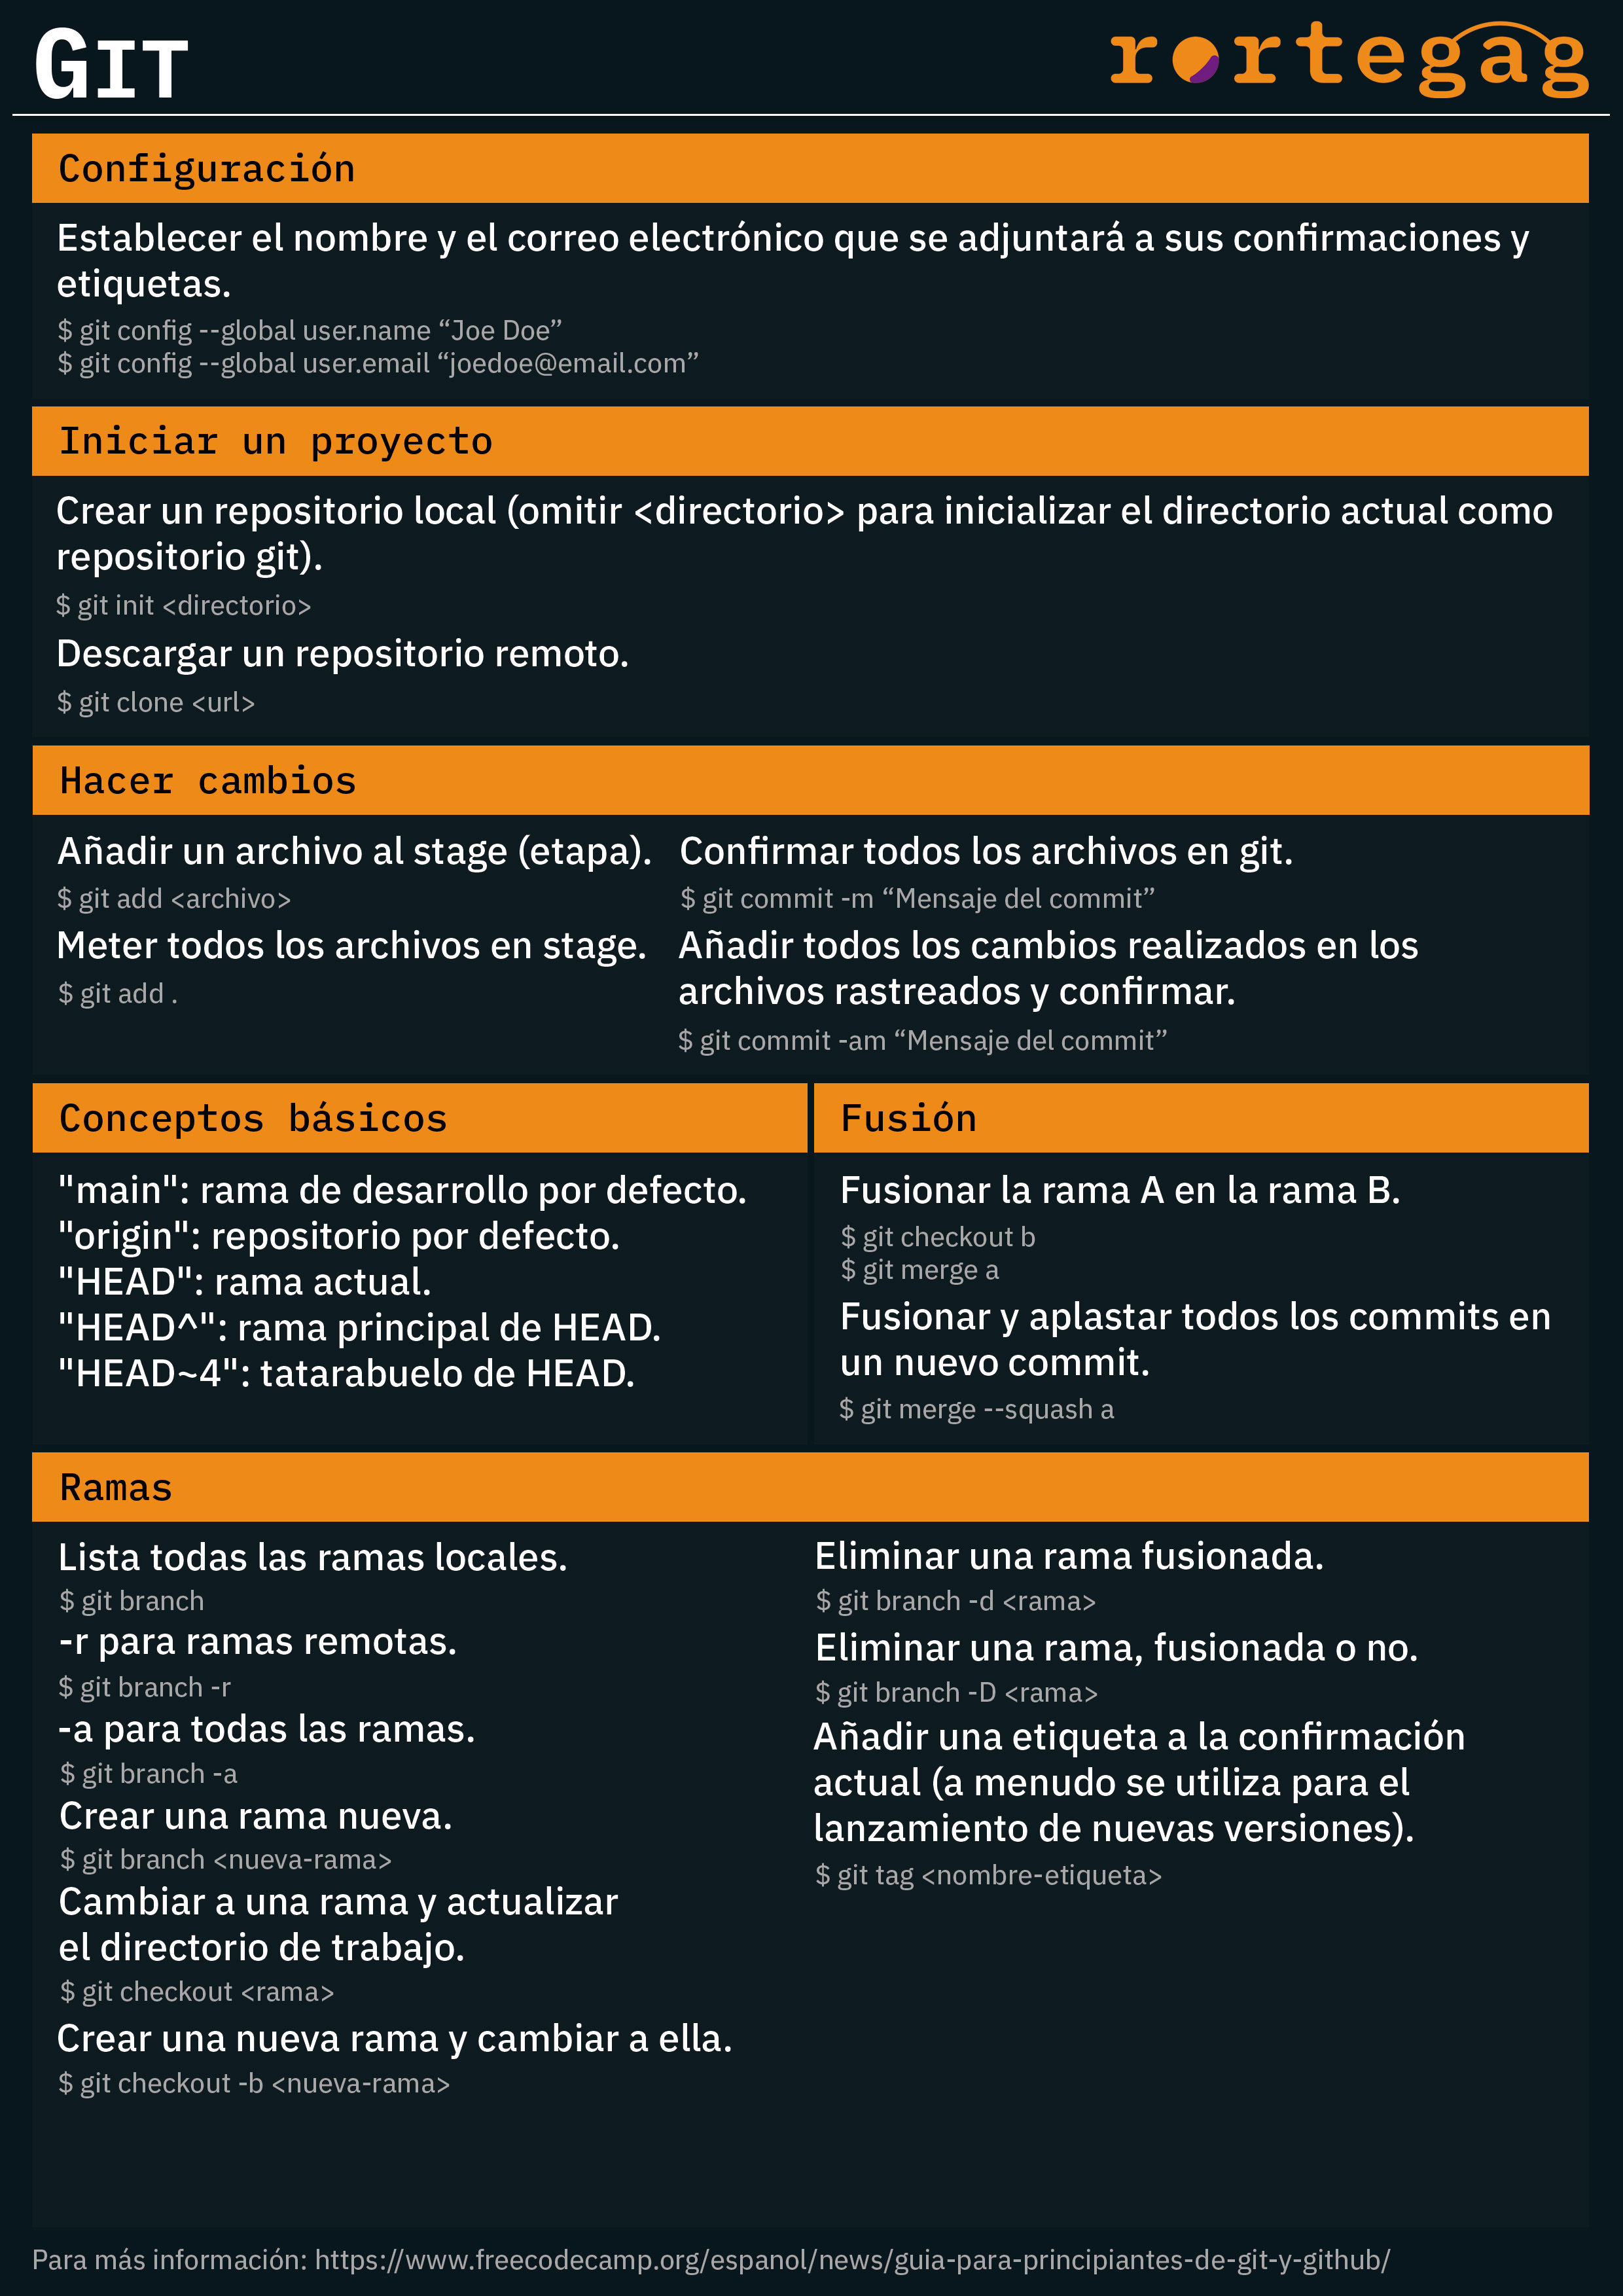 GIT
rortegag
Configuración
Establecer el nombre y el correo electrónico que se adjuntará a sus confirmaciones y
etiquetas.
$ git config --global user.name “Joe Doe”
$ git config --global user.email “joedoe@email.com”
Iniciar un proyecto
Crear un repositorio local (omitir <directorio> para inicializar el directorio actual como
repositorio git).
$ git init <directorio>
Descargar un repositorio remoto.
$ git clone <url>
Hacer cambios
Añadir un archivo al stage (etapa).
$ git add <archivo>
Meter todos los archivos en stage.
$ git add .
Confirmar todos los archivos en git.
$ git commit -m “Mensaje del commit”
Añadir todos los cambios realizados en los
archivos rastreados y confirmar.
$ git commit -am “Mensaje del commit”
Conceptos básicos
"main": rama de desarrollo por defecto.
"origin": repositorio por defecto.
"HEAD": rama actual.
"HEAD^": rama principal de HEAD.
"HEAD~4": tatarabuelo de HEAD.
Fusión
Fusionar la rama A en la rama B.
$ git checkout b
$ git merge a
Fusionar y aplastar todos los commits en
un nuevo commit.
$ git merge --squash a
Ramas
Lista todas las ramas locales.
$ git branch
-r para ramas remotas.
$ git branch -r
-a para todas las ramas.
$ git branch -a
Crear una rama nueva.
$ git branch <nueva-rama>
Cambiar a una rama y actualizar
el directorio de trabajo.
$ git checkout <rama>
Crear una nueva rama y cambiar a ella.
$ git checkout -b <nueva-rama>
Eliminar una rama fusionada.
$ git branch -d <rama>
Eliminar una rama, fusionada o no.
$ git branch -D <rama>
Añadir una etiqueta a la confirmación
actual (a menudo se utiliza para el
lanzamiento de nuevas versiones).
$ git tag <nombre-etiqueta>
Para más información: https://www.freecodecamp.org/espanol/news/guia-para-principiantes-de-git-y-github/